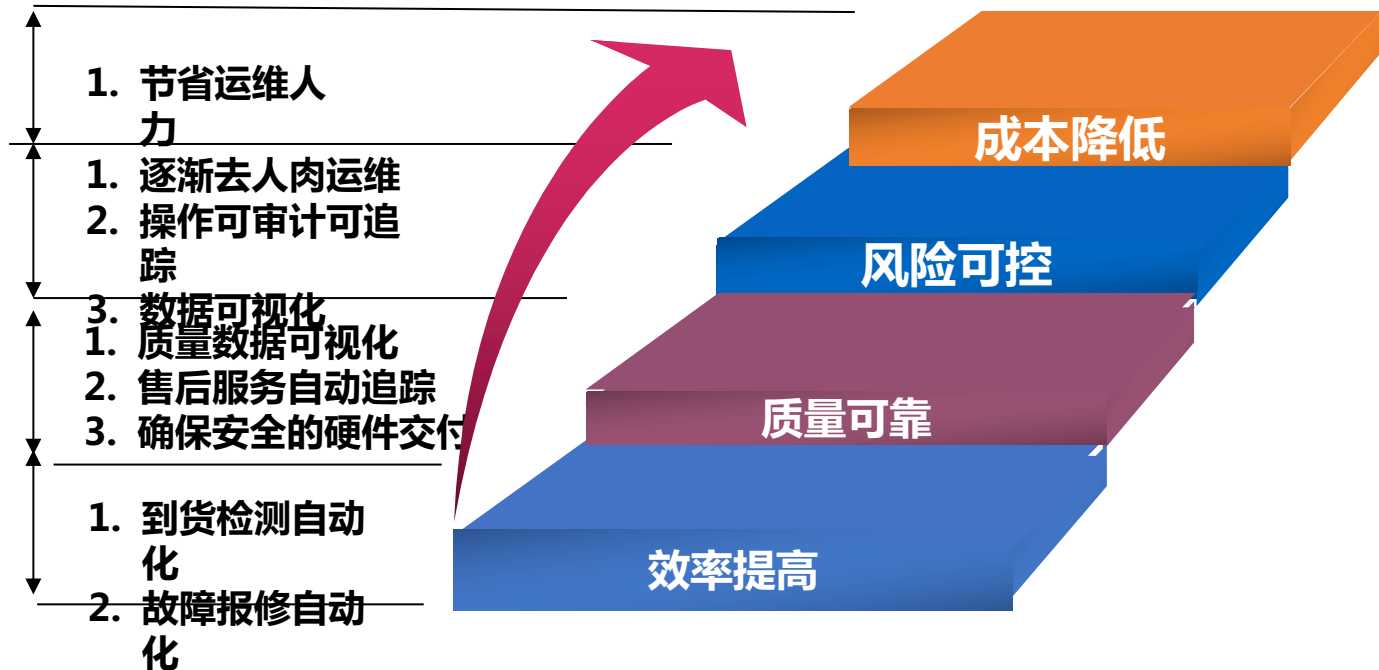 1. 节省运维人
力
成本降低
1. 逐渐去人肉运维
2. 操作可审计可追
踪
3. 数据可视化
风险可控
1. 质量数据可视化
2. 售后服务自动追踪
3. 确保安全的硬件交付
质量可靠
1. 到货检测自动
化
2. 故障报修自动
化
效率提高